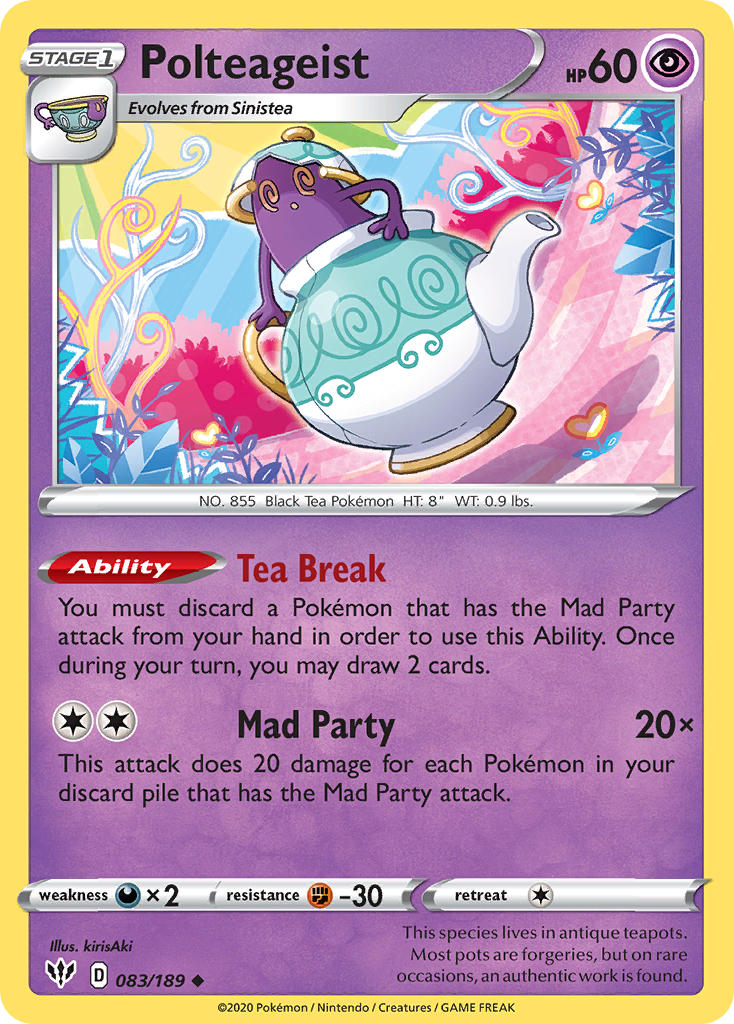 STAGE1
Polteageist
HP60
Evolves from Sinistea
NO. 855 Black Tea Pokémon HT: 8" WT: 0.9 lbs.
Ability Tea Break
You must discard a Pokémon that has the Mad Party
attack from your hand in order to use this Ability. Once
during your turn, you may draw 2 cards.
Mad Party 20×
This attack does 20 damage for each Pokémon in your
discard pile that has the Mad Party attack.
weakness ×2 resistance -30 retreat
Illus. kirisAki
D 083/189
This species lives in antique teapots.
Most pots are forgeries, but on rare
occasions, an authentic work is found.
©2020 Pokémon / Nintendo / Creatures / GAME FREAK